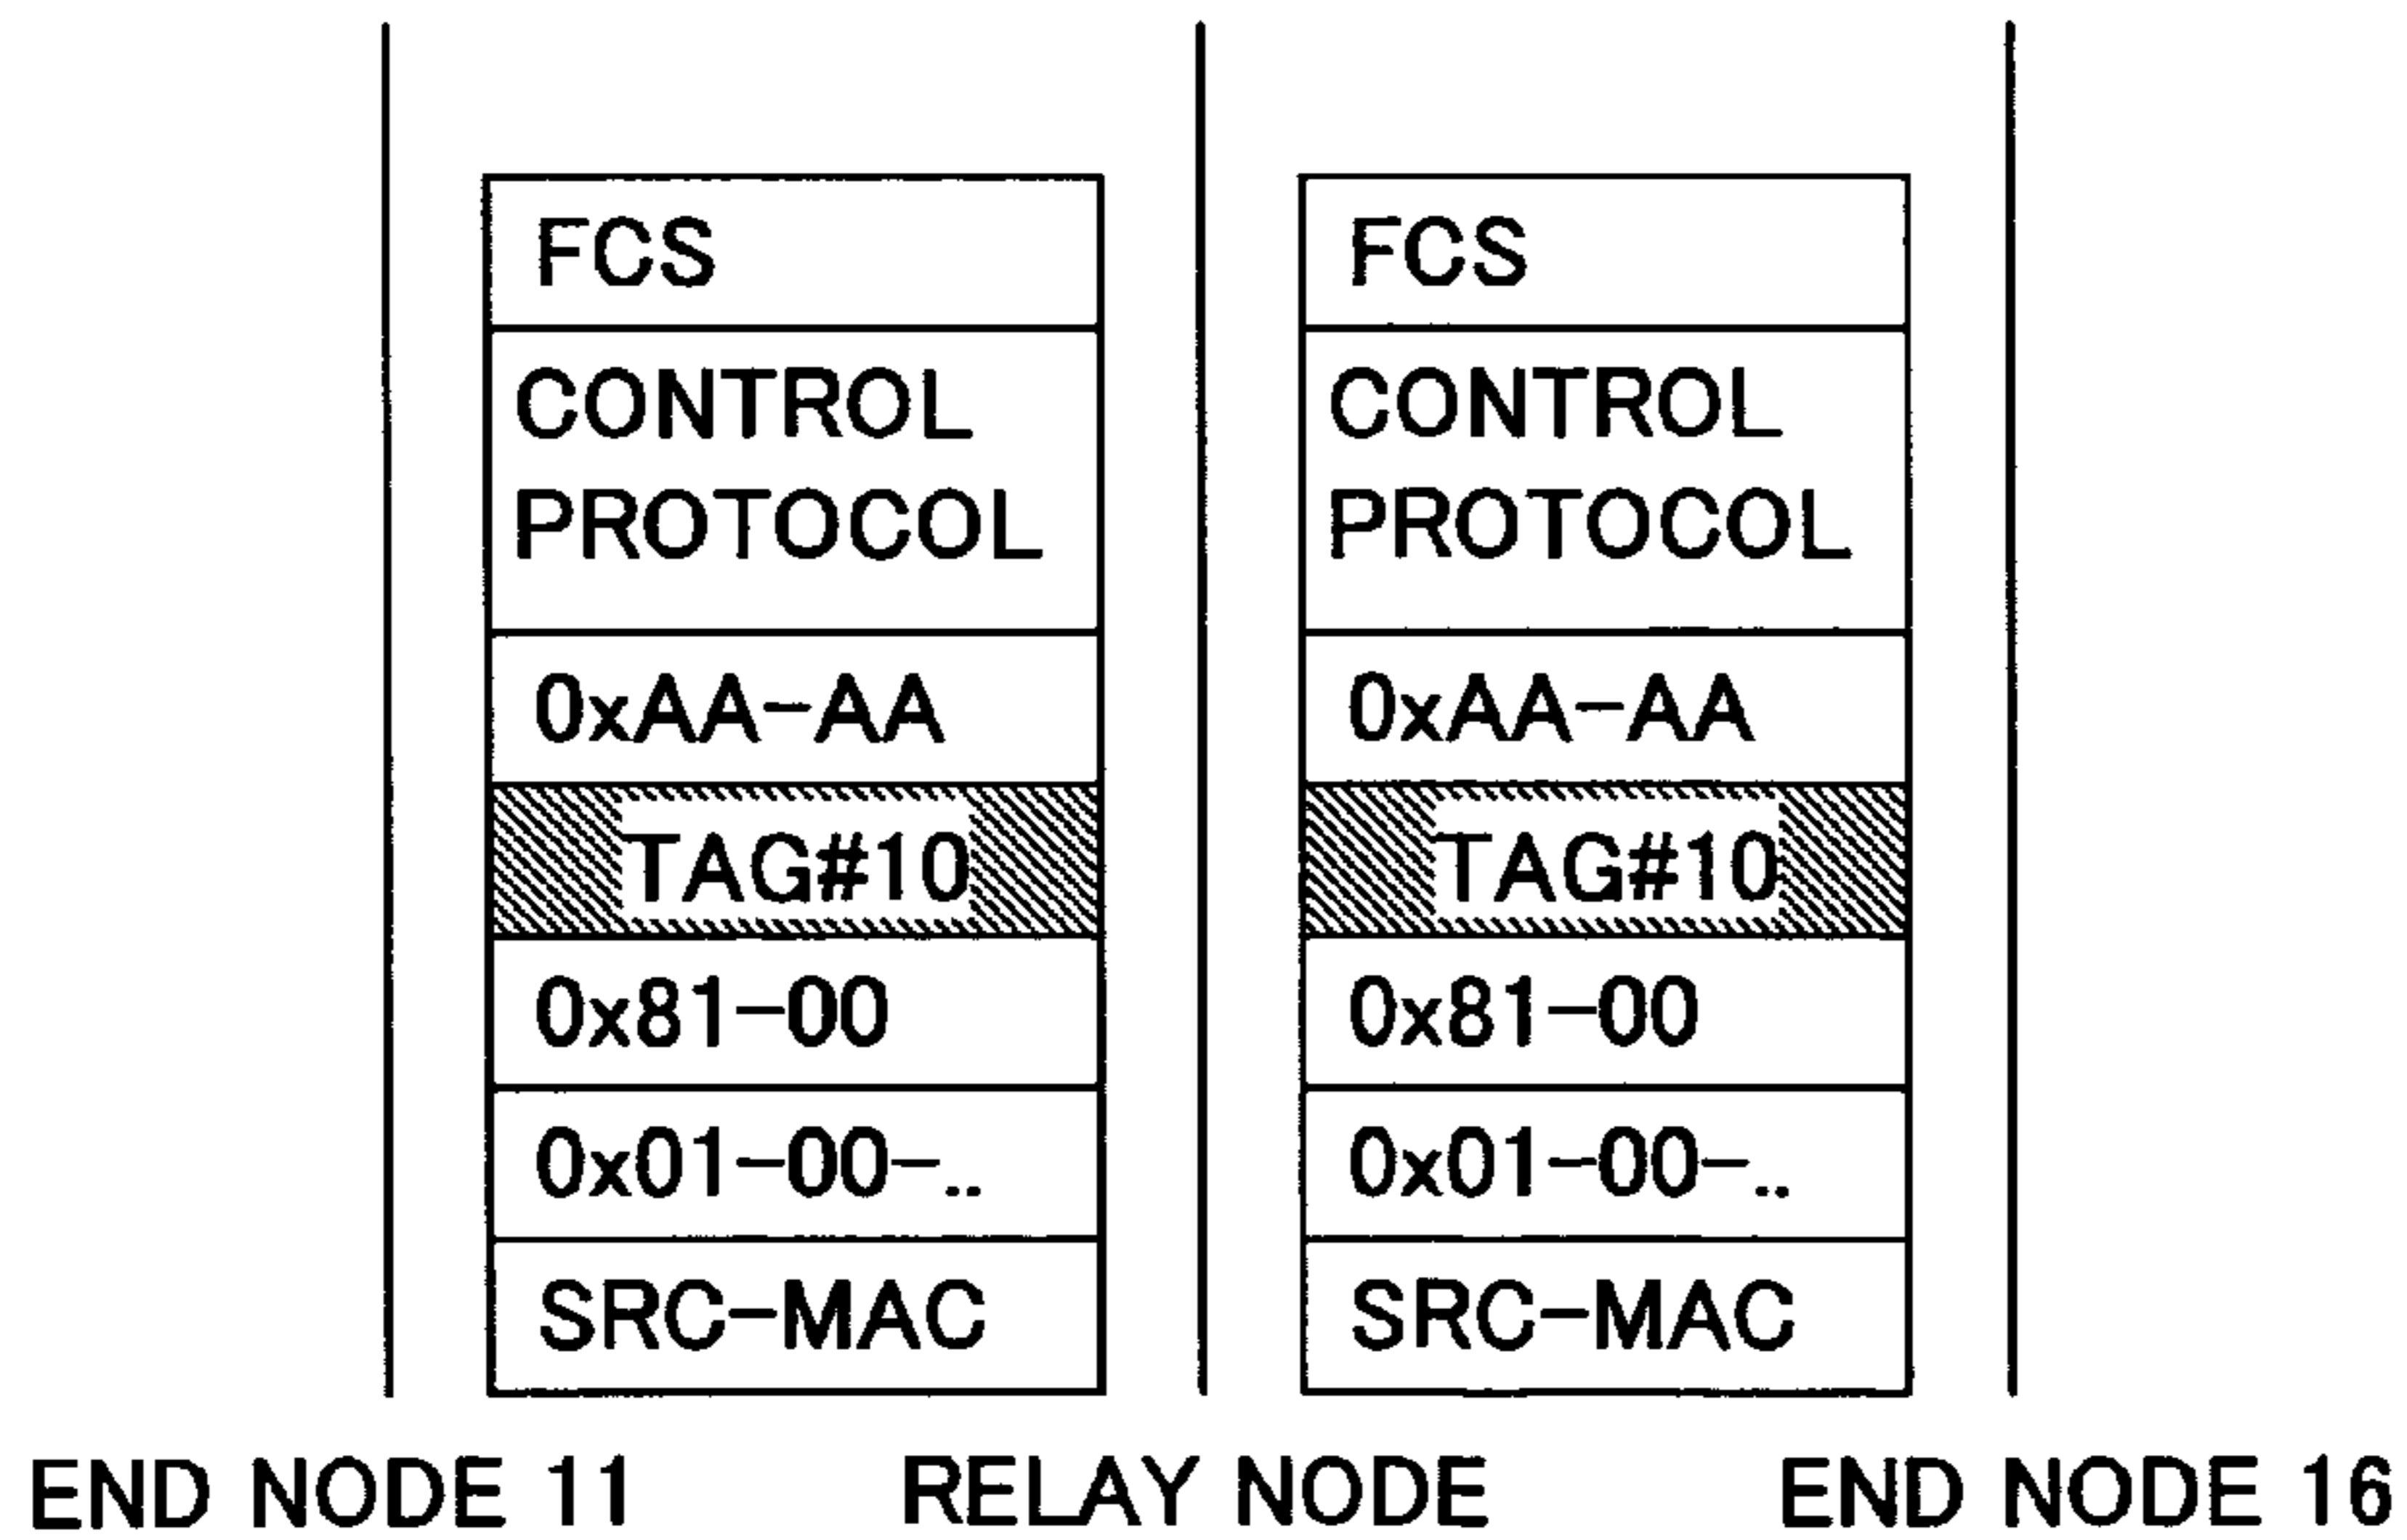 FCS
CONTROL
PROTOCOL
0xAA-AA
TAG#10
0x81-00
0x01-00-..
SRC-MAC
FCS
CONTROL
PROTOCOL
0xAA-AA
TAG#10
0x81-00
0x01-00-..
SRC-MAC
END NODE 11
RELAY NODE
END NODE 16